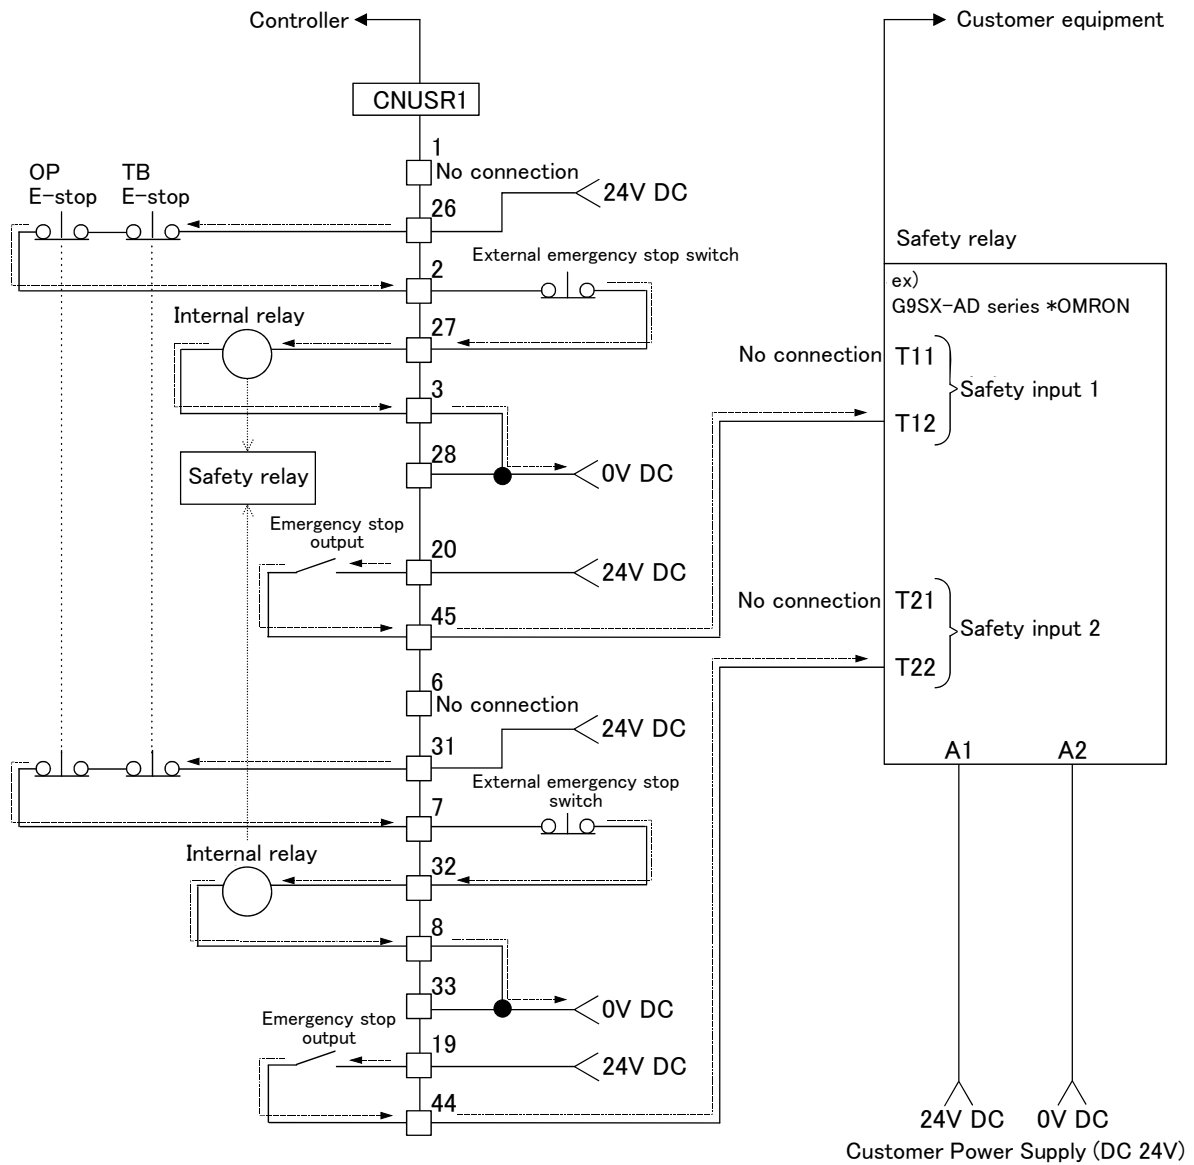 Controller
Customer equipment
CNUSR1
1
No connection
OP
E-stop
TB
E-stop
24V DC
26
Safety relay
2
External emergency stop switch
ex)
G9SX-AD series *OMRON
Internal relay
27
No connection
T11
Safety input 1
3
T12
28
0V DC
Safety relay
Emergency stop
output
20
24V DC
No connection
T21
45
Safety input 2
T22
6
No connection
24V DC
31
A1
A2
External emergency stop
switch
7
Internal relay
32
8
33
0V DC
Emergency stop
output
19
24V DC
44
24V DC
0V DC
Customer Power Supply (DC 24V)